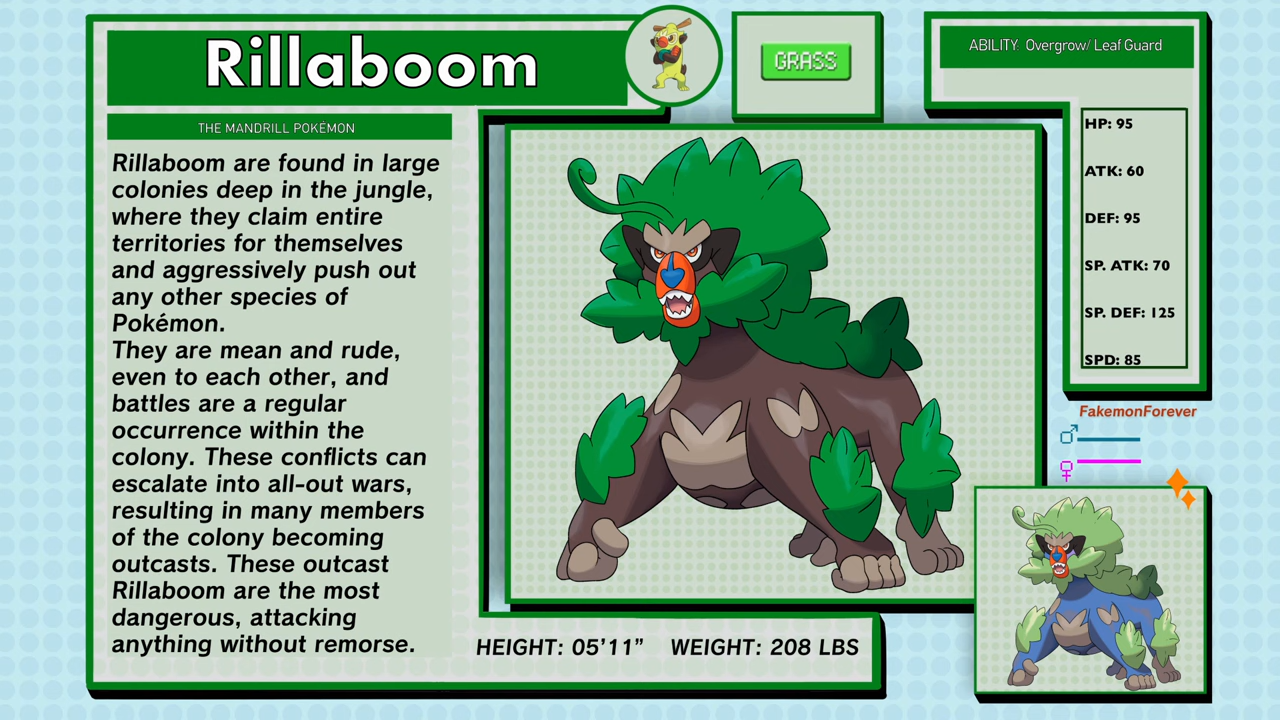 Rillaboom
GRASS
ABILITY: Overgrow/ Leaf Guard
THE MANDRILL POKÉMON
Rillaboom are found in large
colonies deep in the jungle,
where they claim entire
territories for themselves
and aggressively push out
any other species of
Pokémon.
They are mean and rude,
even to each other, and
battles are a regular
occurrence within the
colony. These conflicts can
escalate into all-out wars,
resulting in many members
of the colony becoming
outcasts. These outcast
Rillaboom are the most
dangerous, attacking
anything without remorse.
HP: 95
ATK: 60
DEF: 95
SP. ATK: 70
SP. DEF: 125
SPD: 85
FakemonForever
♂
♀
HEIGHT: 05'11” WEIGHT: 208 LBS